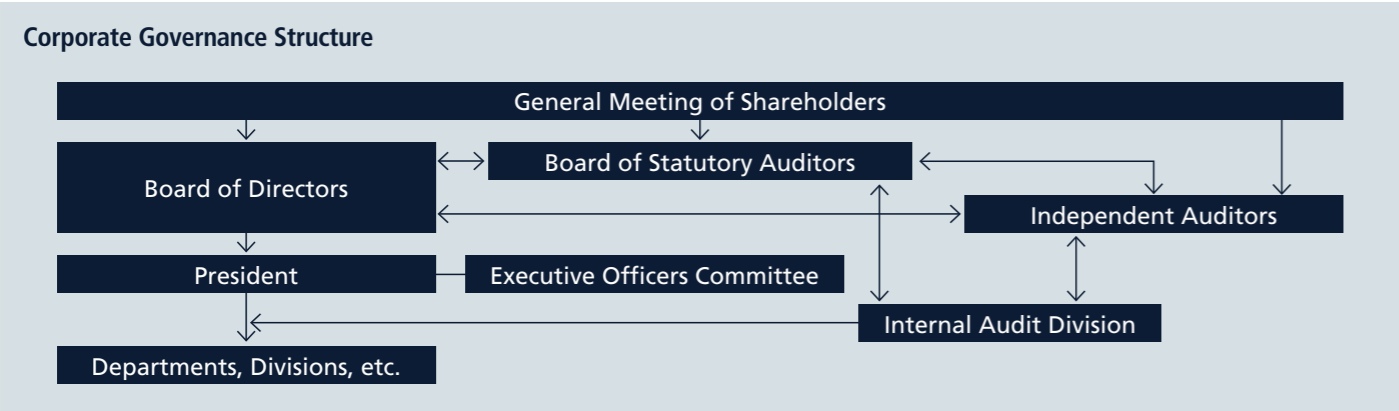 Corporate Governance Structure
General Meeting of Shareholders
Board of Directors
Board of Statutory Auditors
Independent Auditors
President
Executive Officers Committee
Internal Audit Division
Departments, Divisions, etc.